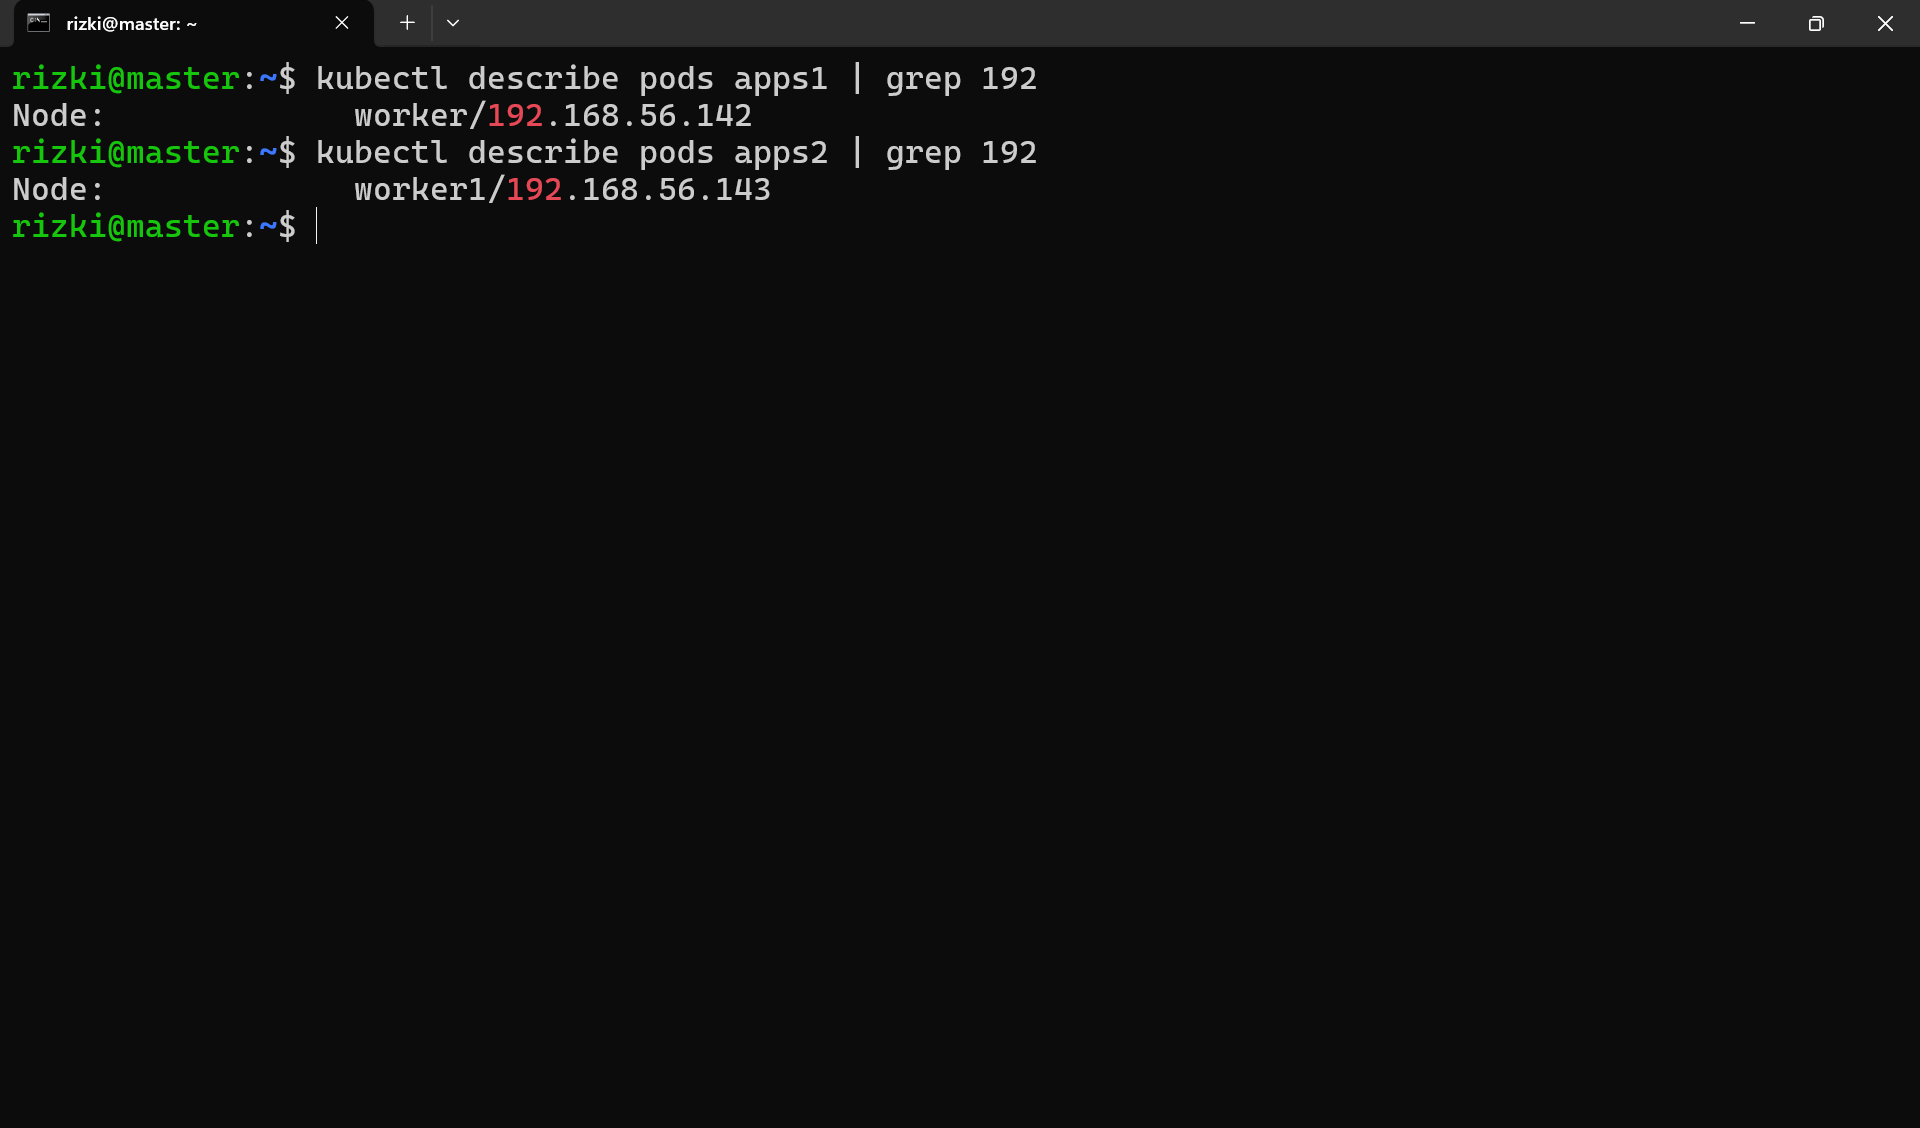 rizki@master: ~
rizki@master:~$ kubectl describe pods apps1 | grep 192
Node:             worker/192.168.56.142
rizki@master:~$ kubectl describe pods apps2 | grep 192
Node:             worker1/192.168.56.143
rizki@master:~$